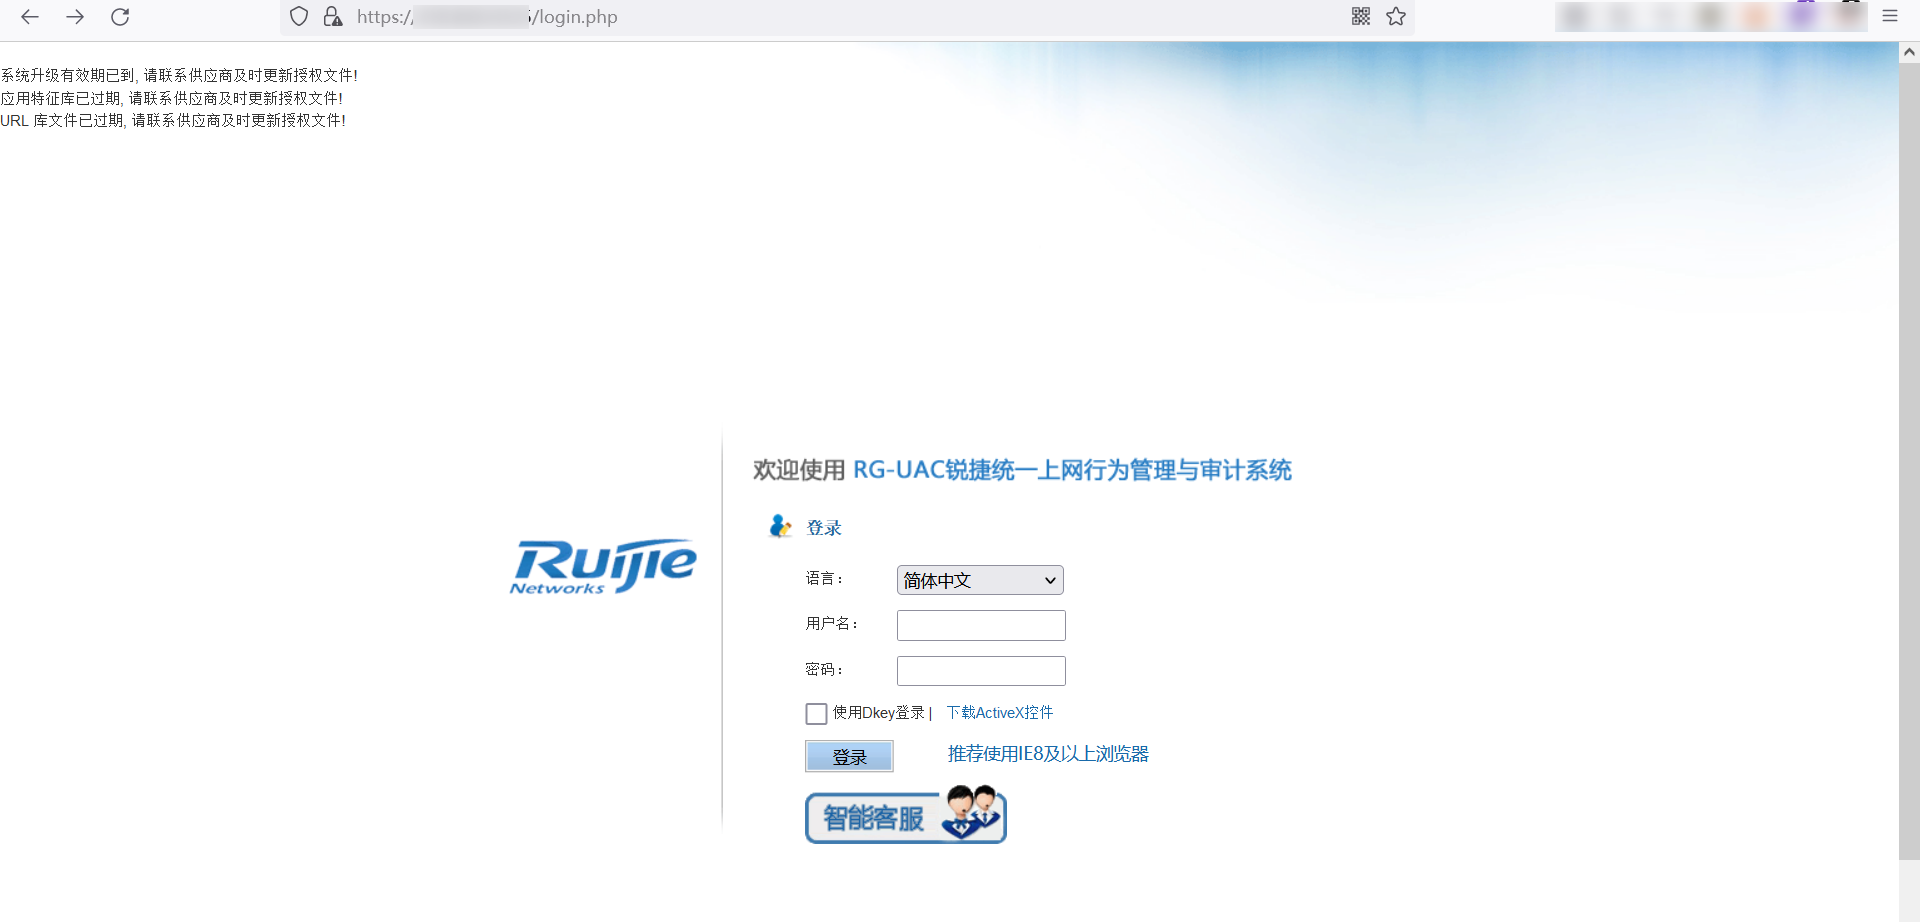 https://
/login.php
系统升级有效期已到, 请联系供应商及时更新授权文件!
应用特征库已过期, 请联系供应商及时更新授权文件!
URL 库文件已过期, 请联系供应商及时更新授权文件!
欢迎使用 RG-UAC锐捷统一上网行为管理与审计系统
登录
Ruijie
Networks
语言：
简体中文
用户名：
密码：
使用Dkey登录 | 下载ActiveX控件
登录
推荐使用IE8及以上浏览器
智能客服